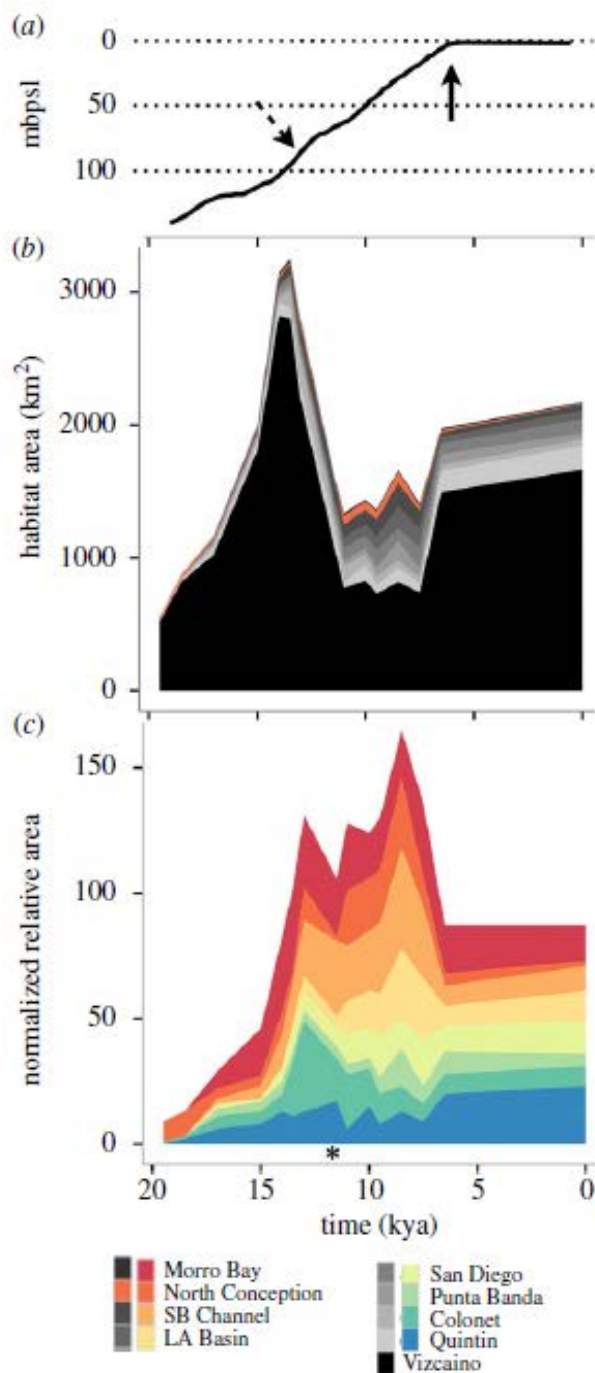 (a)
0
50
100
mbpsl
(b)
3000
2000
1000
0
habitat area (km²)
(c)
150
100
50
0
normalized relative area
*
20 15 10 5 0
time (kya)
Morro Bay
North Conception
SB Channel
LA Basin
San Diego
Punta Banda
Colonet
Quintin
Vizcaino